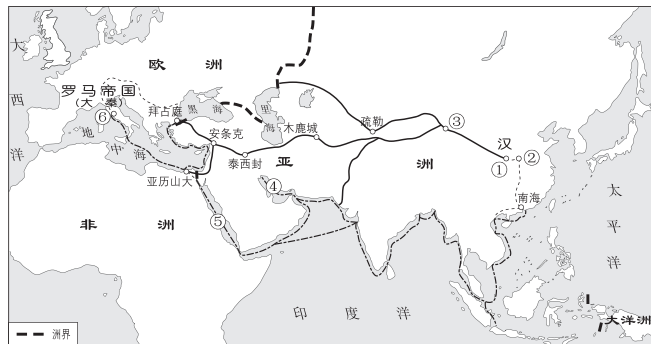 大西洋
欧洲
罗马帝国
(大秦)
⑥
拜占庭
黑海
里海
地中海
安条克
木鹿城
疏勒
③
汉
①
②
泰西封
亚洲
亚历山大
④
南海
太平洋
⑤
非洲
印度洋
大洋洲
洲界